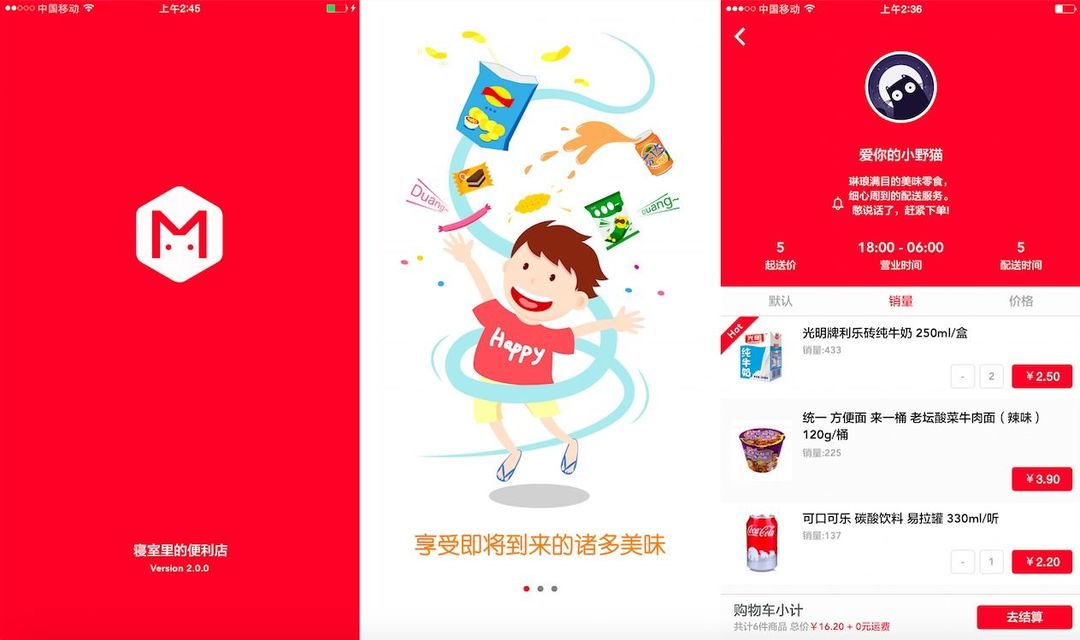 中国移动
上午2:45
M
寝室里的便利店
Version 2.0.0
Duang~
Duang~
Happy
享受即将到来的诸多美味
中国移动
上午2:36
爱你的小野猫
琳琅满目的美味零食，
细心周到的配送服务。
憨说话了，赶紧下单!
5
18:00 - 06:00
5
起送价
营业时间
配送时间
默认
销量
价格
Hot
光明
纯牛奶
光明牌利乐砖纯牛奶 250ml/盒
销量:433
-
2
￥2.50
统一 方便面 来一桶 老坛酸菜牛肉面（辣味）
120g/桶
销量:225
￥3.90
Coca-Cola
可口可乐 碳酸饮料 易拉罐 330ml/听
销量:137
-
1
￥2.20
购物车小计
共计6件商品 总价￥16.20 + 0元运费
去结算